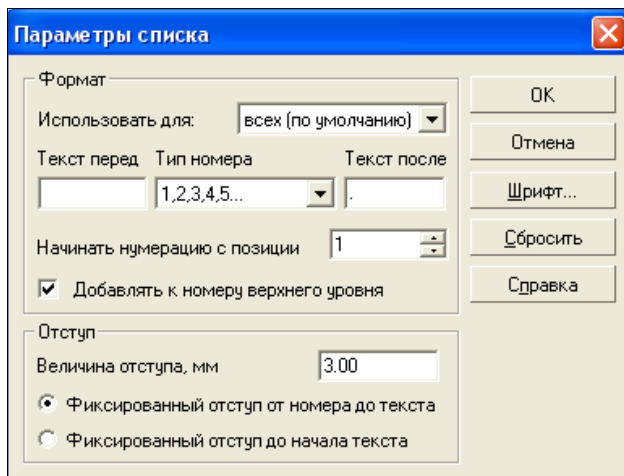 Параметры списка
Формат
Использовать для: всех (по умолчанию)
Текст перед Тип номера Текст после
1,2,3,4,5... .
Начинать нумерацию с позиции 1
Добавлять к номеру верхнего уровня
Отступ
Величина отступа, мм 3.00
Фиксированный отступ от номера до текста
Фиксированный отступ до начала текста
OK
Отмена
Шрифт...
Сбросить
Справка